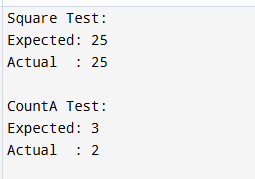 Square Test:
Expected: 25
Actual  : 25

CountA Test:
Expected: 3
Actual  : 2